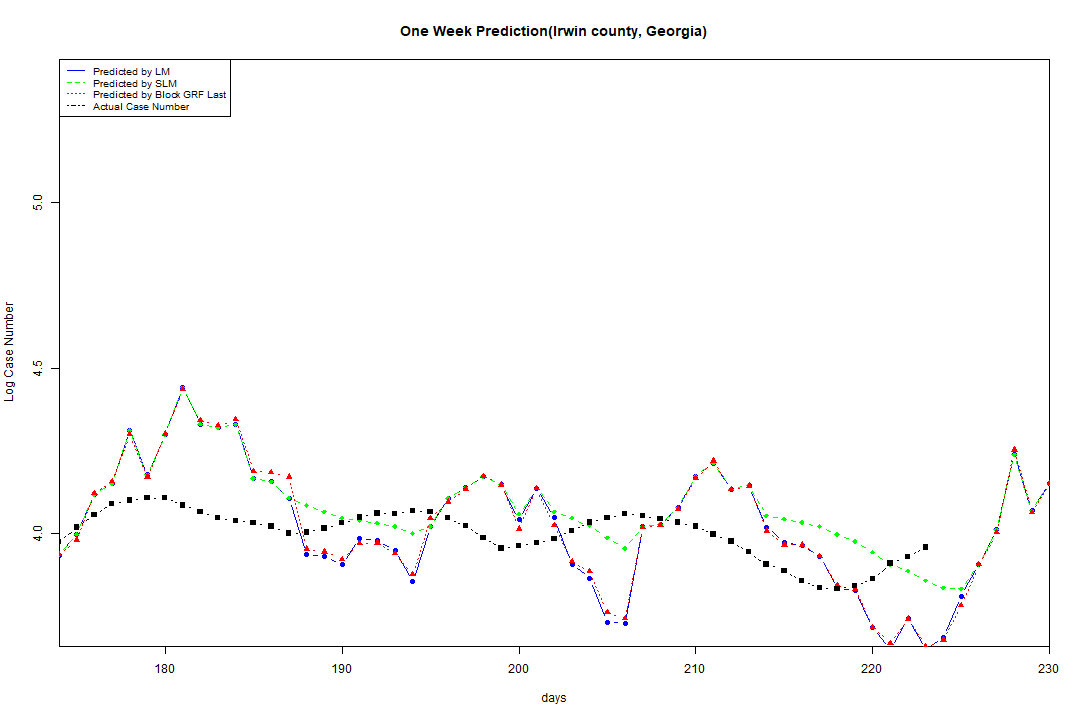 One Week Prediction(Irwin county, Georgia)
Predicted by LM
Predicted by SLM
Predicted by Block GRF Last
Actual Case Number
Log Case Number
5.0
4.5
4.0
180 190 200 210 220 230
days